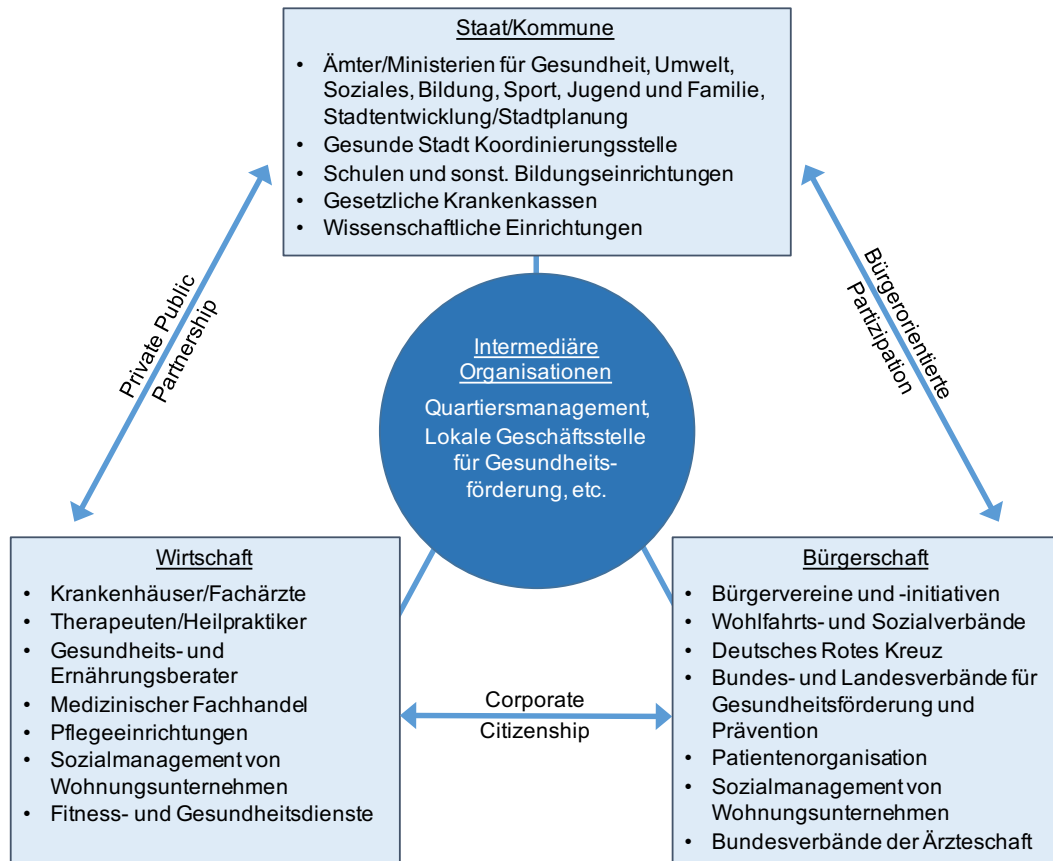 Staat/Kommune
• Ämter/Ministerien für Gesundheit, Umwelt,
Soziales, Bildung, Sport, Jugend und Familie,
Stadtentwicklung/Stadtplanung
• Gesunde Stadt Koordinierungsstelle
• Schulen und sonst. Bildungseinrichtungen
• Gesetzliche Krankenkassen
• Wissenschaftliche Einrichtungen
Private Public
Partnership
Bürgerorientierte
Partizipation
Intermediäre
Organisationen
Quartiersmanagement,
Lokale Geschäftsstelle
für Gesundheits-
förderung, etc.
Wirtschaft
• Krankenhäuser/Fachärzte
• Therapeuten/Heilpraktiker
• Gesundheits- und
Ernährungsberater
• Medizinischer Fachhandel
• Pflegeeinrichtungen
• Sozialmanagement von
Wohnungsunternehmen
• Fitness- und Gesundheitsdienste
Corporate
Citizenship
Bürgerschaft
• Bürgervereine und -initiativen
• Wohlfahrts- und Sozialverbände
• Deutsches Rotes Kreuz
• Bundes- und Landesverbände für
Gesundheitsförderung und
Prävention
• Patientenorganisation
• Sozialmanagement von
Wohnungsunternehmen
• Bundesverbände der Ärzteschaft